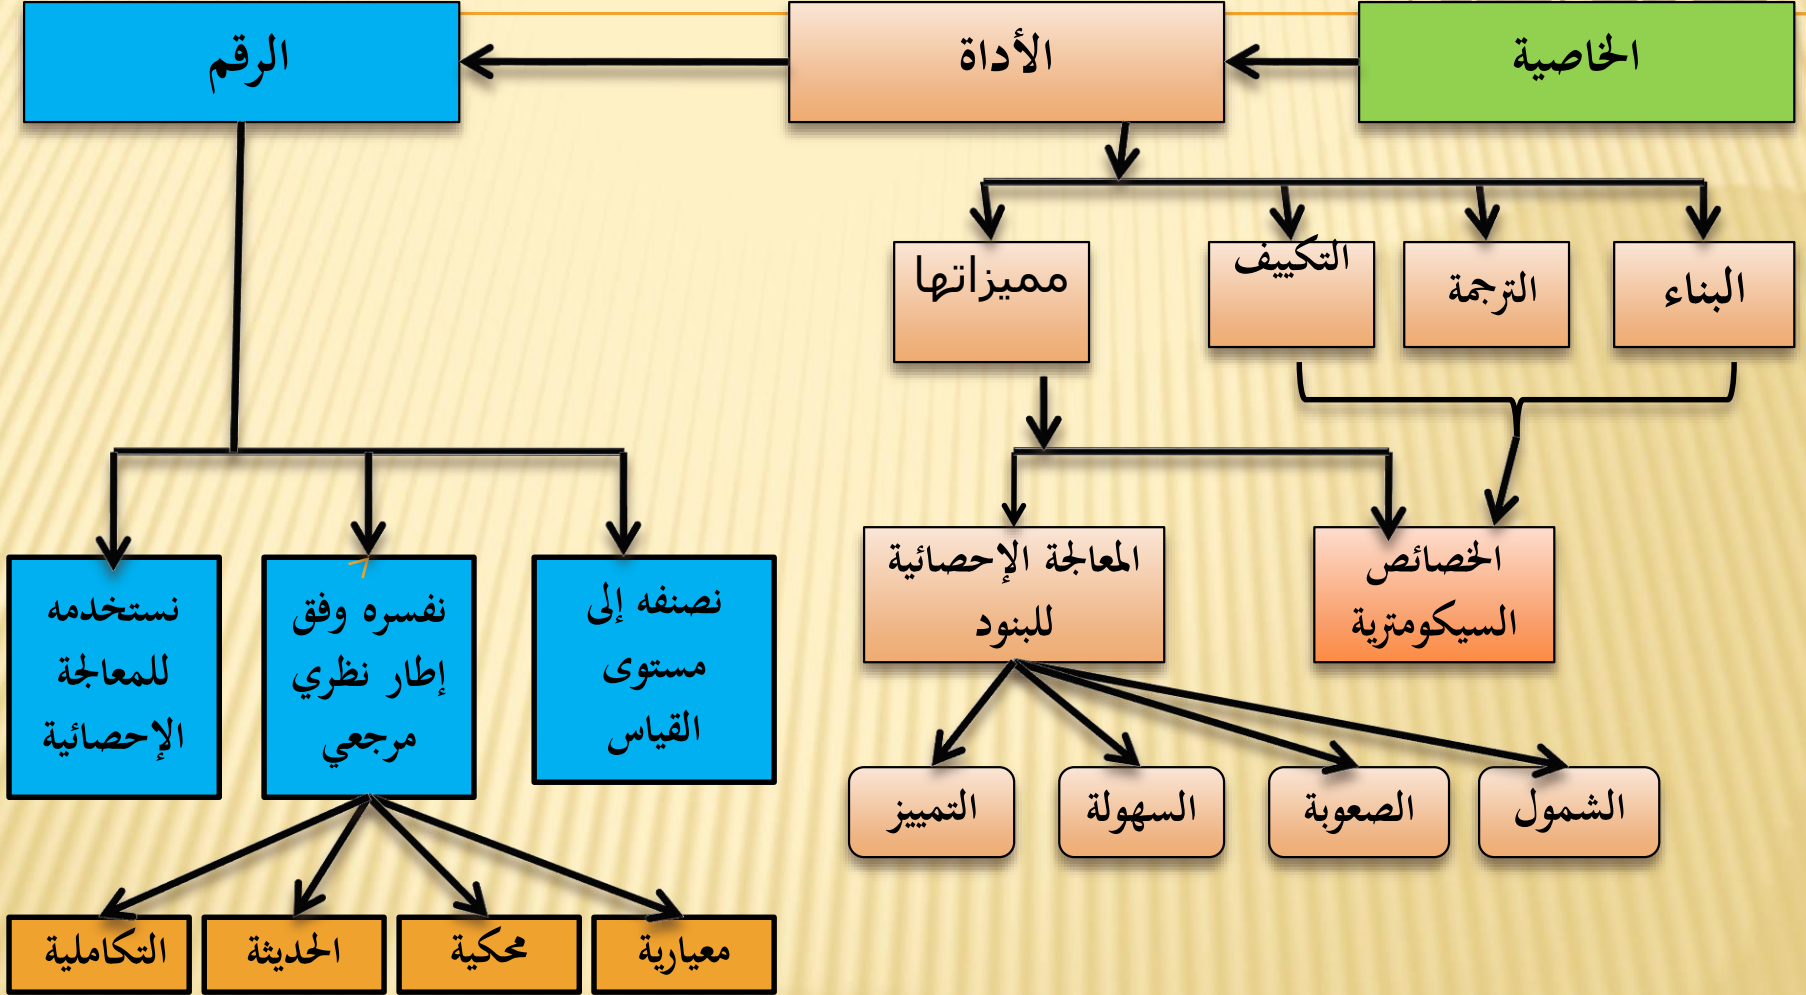 الخاصية
الأداة
الرقم
البناء
الترجمة
التكييف
مميزاتها
الخصائص
السيكومترية
المعالجة الإحصائية
للبنود
نصنفه إلى
مستوى
القياس
نفسره وفق
إطار نظري
مرجعي
نستخدمه
للمعالجة
الإحصائية
الشمول
الصعوبة
السهولة
التمييز
معيارية
محكية
الحديثة
التكاملية